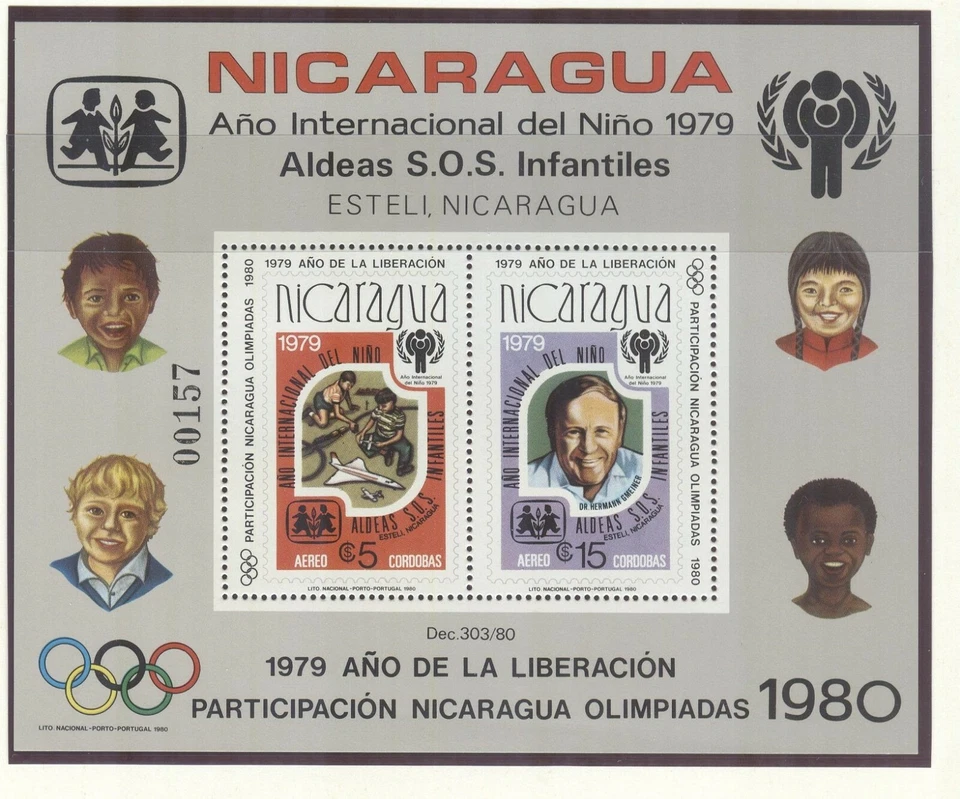 NICARAGUA
Año Internacional del Niño 1979
Aldeas S.O.S. Infantiles
ESTELI, NICARAGUA
00157
PARTICIPACIÓN NICARAGUA OLIMPIADAS 1980
1979 AÑO DE LA LIBERACIÓN
nicaragua
1979
AÑO INTERNACIONAL DEL NIÑO
Año Internacional
del Niño 1979
ALDEAS S.O.S. INFANTILES
ESTELI, NICARAGUA
AEREO C$5 CORDOBAS
LITO. NACIONAL-PORTO-PORTUGAL 1980
1979 AÑO DE LA LIBERACIÓN
nicaragua
1979
AÑO INTERNACIONAL DEL NIÑO
Año Internacional
del Niño 1979
DR. HERMANN GMEINER
ALDEAS S.O.S. INFANTILES
ESTELI, NICARAGUA
AEREO C$15 CORDOBAS
LITO. NACIONAL-PORTO-PORTUGAL 1980
PARTICIPACIÓN NICARAGUA OLIMPIADAS 1980
Dec.303/80
1979 AÑO DE LA LIBERACIÓN
PARTICIPACIÓN NICARAGUA OLIMPIADAS 1980
LITO. NACIONAL-PORTO-PORTUGAL 1980